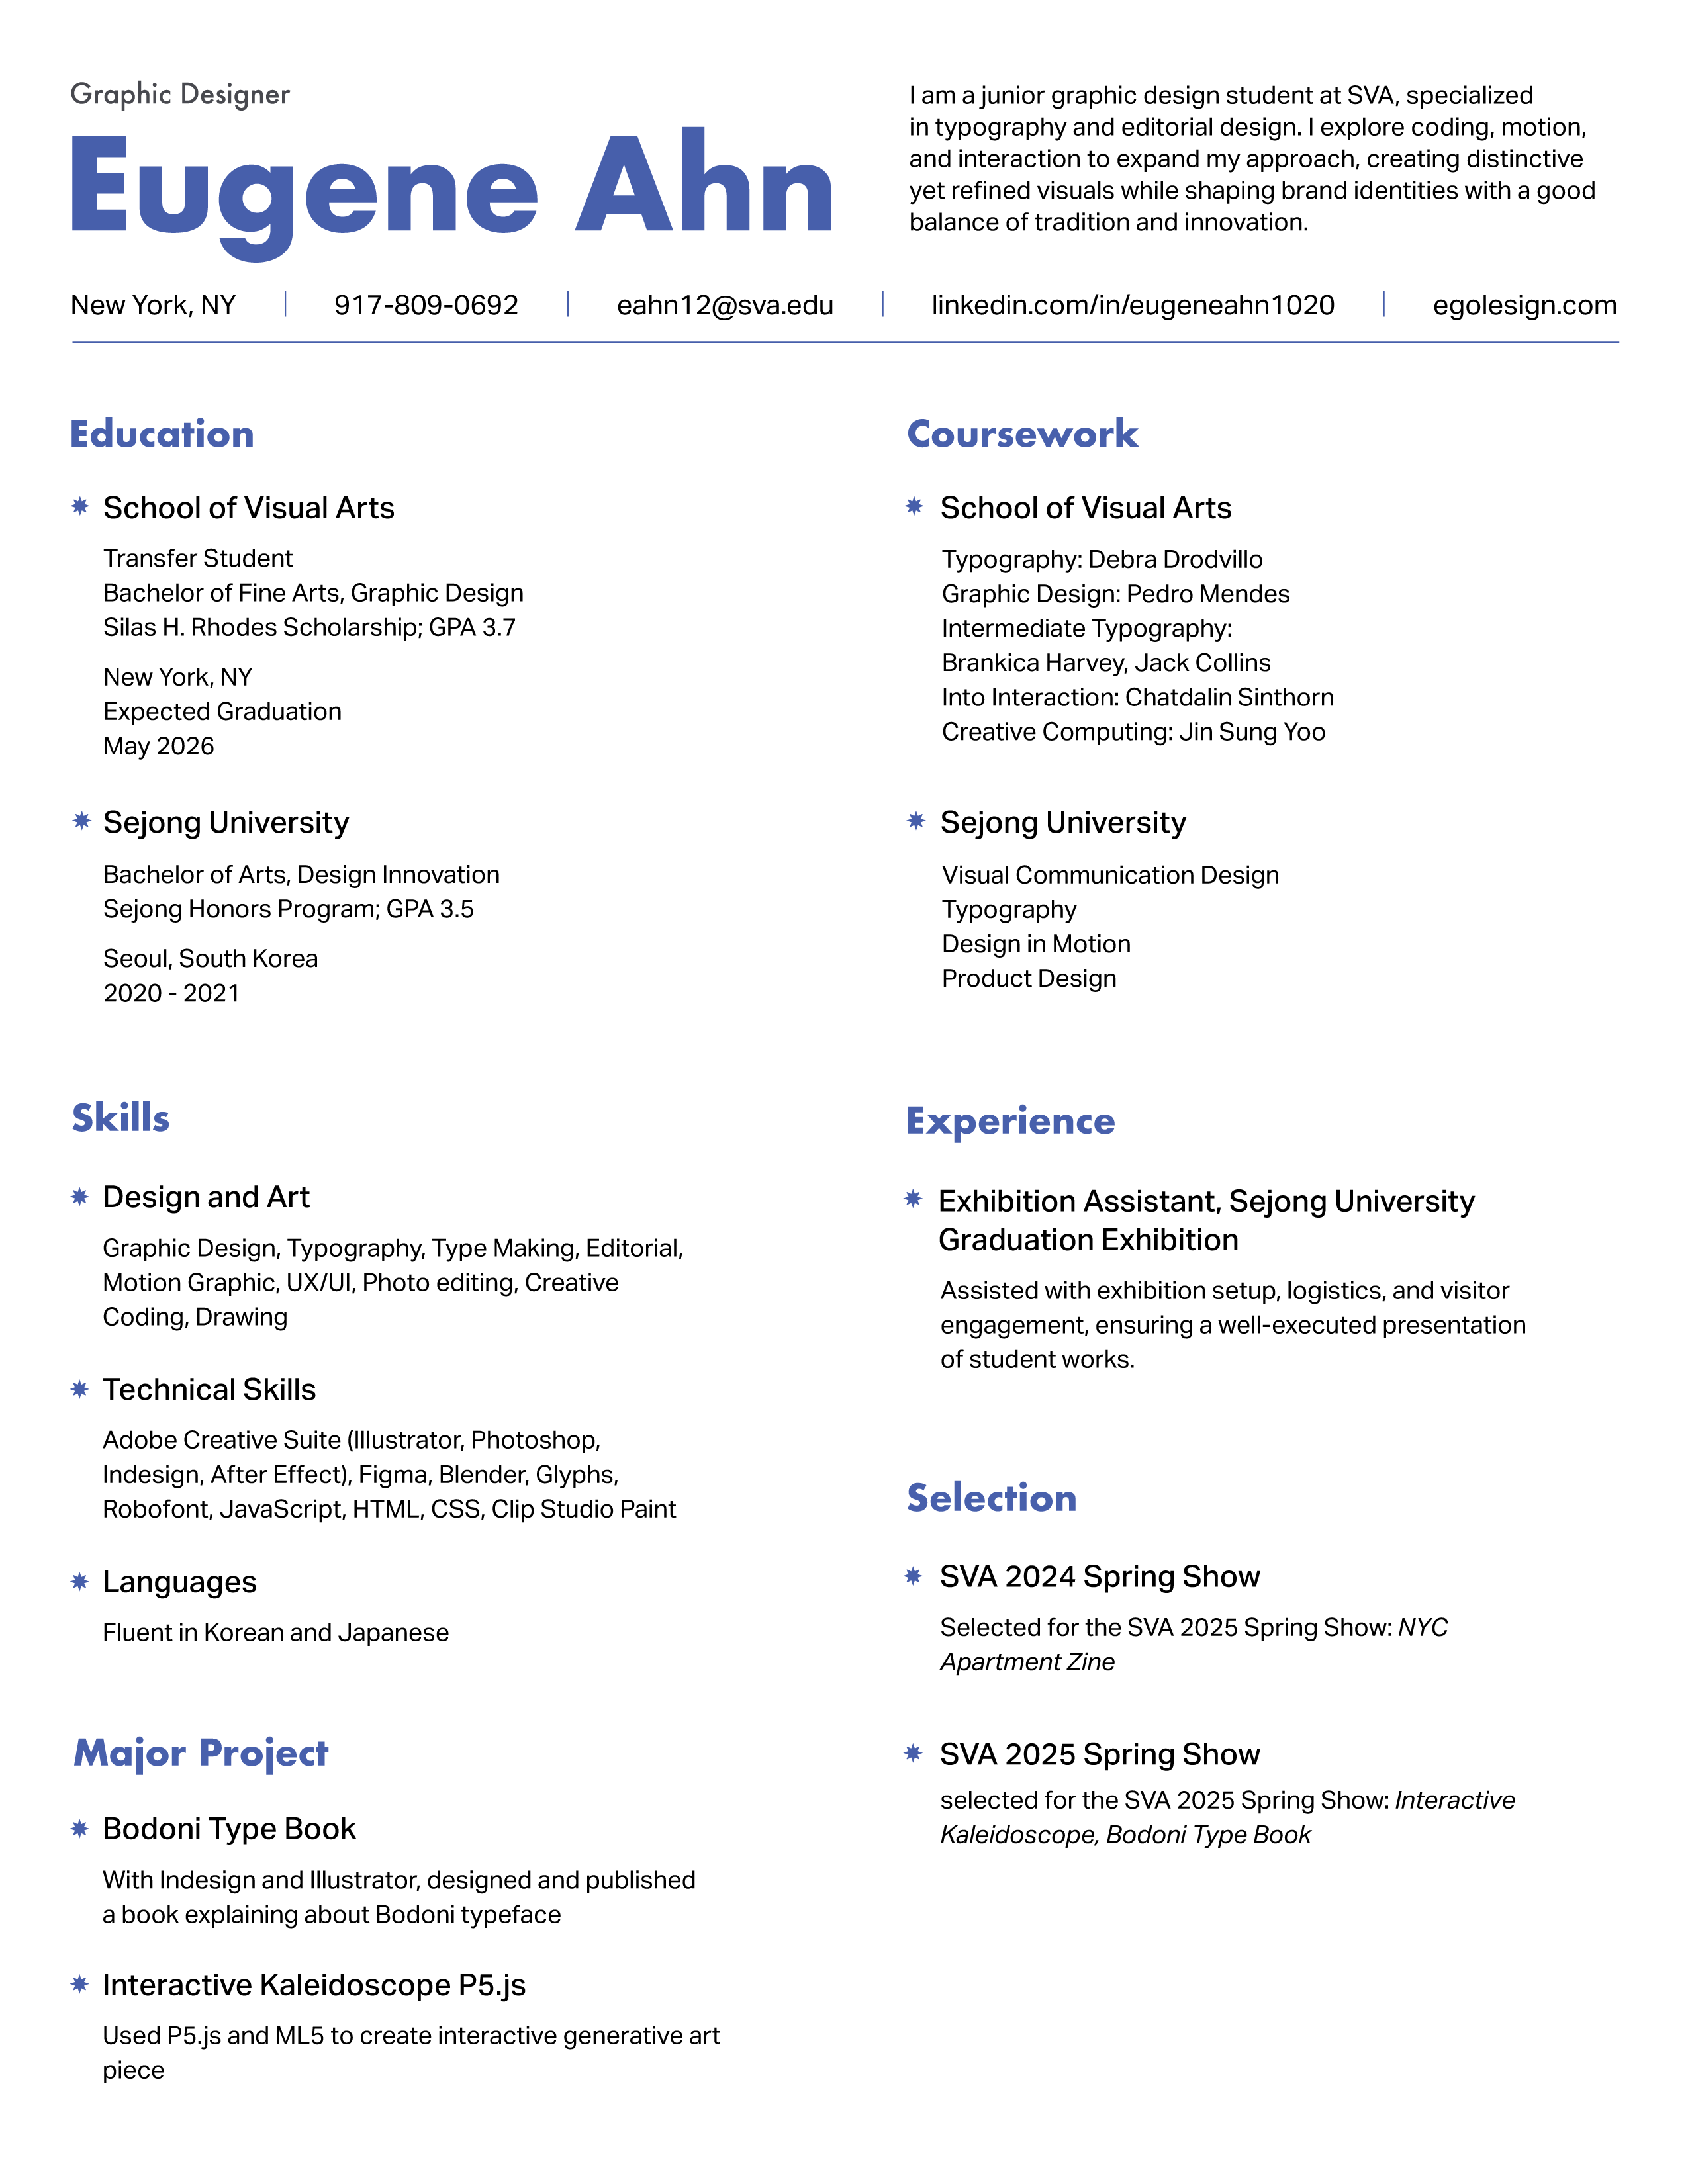 Graphic Designer
Eugene Ahn
I am a junior graphic design student at SVA, specialized
in typography and editorial design. I explore coding, motion,
and interaction to expand my approach, creating distinctive
yet refined visuals while shaping brand identities with a good
balance of tradition and innovation.
New York, NY | 917-809-0692 | eahn12@sva.edu | linkedin.com/in/eugeneahn1020 | egolesign.com
Education
School of Visual Arts
Transfer Student
Bachelor of Fine Arts, Graphic Design
Silas H. Rhodes Scholarship; GPA 3.7
New York, NY
Expected Graduation
May 2026
Sejong University
Bachelor of Arts, Design Innovation
Sejong Honors Program; GPA 3.5
Seoul, South Korea
2020 - 2021
Skills
Design and Art
Graphic Design, Typography, Type Making, Editorial,
Motion Graphic, UX/UI, Photo editing, Creative
Coding, Drawing
Technical Skills
Adobe Creative Suite (Illustrator, Photoshop,
Indesign, After Effect), Figma, Blender, Glyphs,
Robofont, JavaScript, HTML, CSS, Clip Studio Paint
Languages
Fluent in Korean and Japanese
Major Project
Bodoni Type Book
With Indesign and Illustrator, designed and published
a book explaining about Bodoni typeface
Interactive Kaleidoscope P5.js
Used P5.js and ML5 to create interactive generative art
piece
Coursework
School of Visual Arts
Typography: Debra Drodvillo
Graphic Design: Pedro Mendes
Intermediate Typography:
Brankica Harvey, Jack Collins
Into Interaction: Chatdalin Sinthorn
Creative Computing: Jin Sung Yoo
Sejong University
Visual Communication Design
Typography
Design in Motion
Product Design
Experience
Exhibition Assistant, Sejong University
Graduation Exhibition
Assisted with exhibition setup, logistics, and visitor
engagement, ensuring a well-executed presentation
of student works.
Selection
SVA 2024 Spring Show
Selected for the SVA 2025 Spring Show: NYC
Apartment Zine
SVA 2025 Spring Show
selected for the SVA 2025 Spring Show: Interactive
Kaleidoscope, Bodoni Type Book